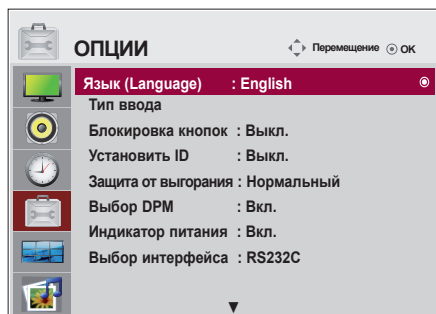 ОПЦИИ
Перемещение OK
Язык (Language) : English
Тип ввода
Блокировка кнопок : Выкл.
Установить ID : Выкл.
Защита от выгорания : Нормальный
Выбор DPM : Вкл.
Индикатор питания : Вкл.
Выбор интерфейса : RS232C